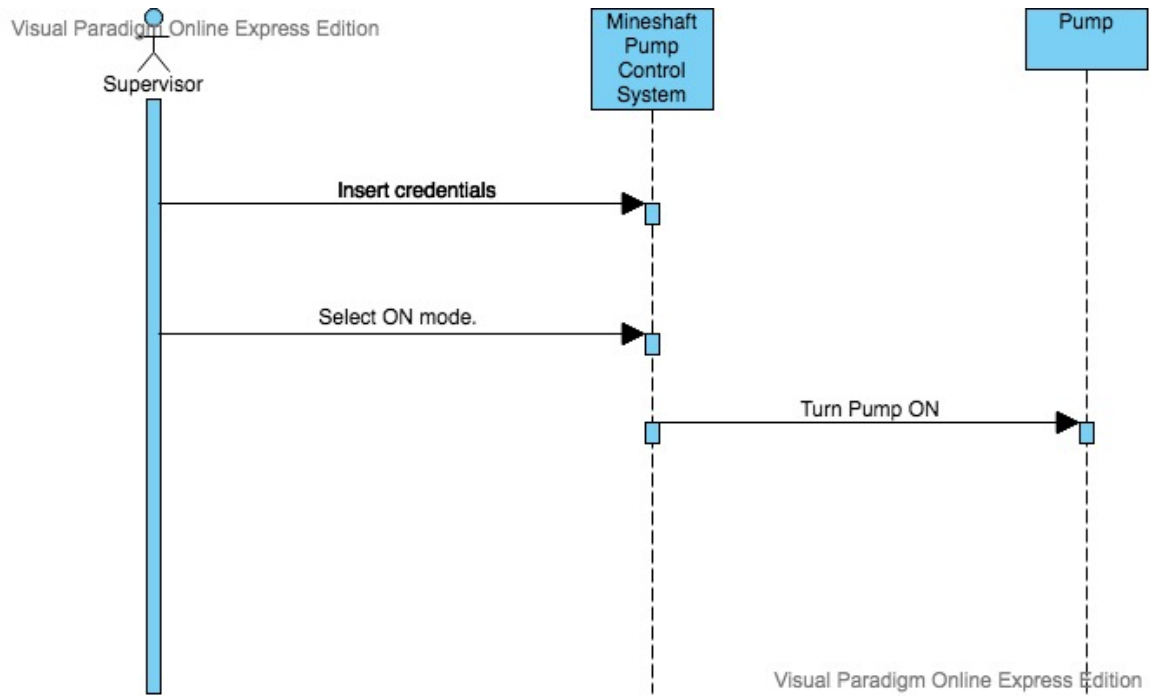 Visual Paradigm Online Express Edition
Supervisor
Mineshaft
Pump
Control
System
Pump
Insert credentials
Select ON mode.
Turn Pump ON
Visual Paradigm Online Express Edition